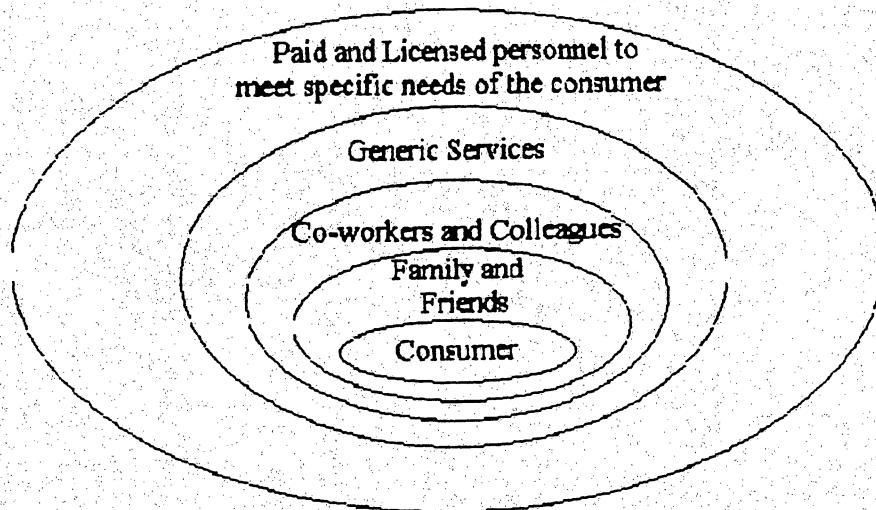 Paid and Licensed personnel to
meet specific needs of the consumer
Generic Services
Co-workers and Colleagues
Family and
Friends
Consumer